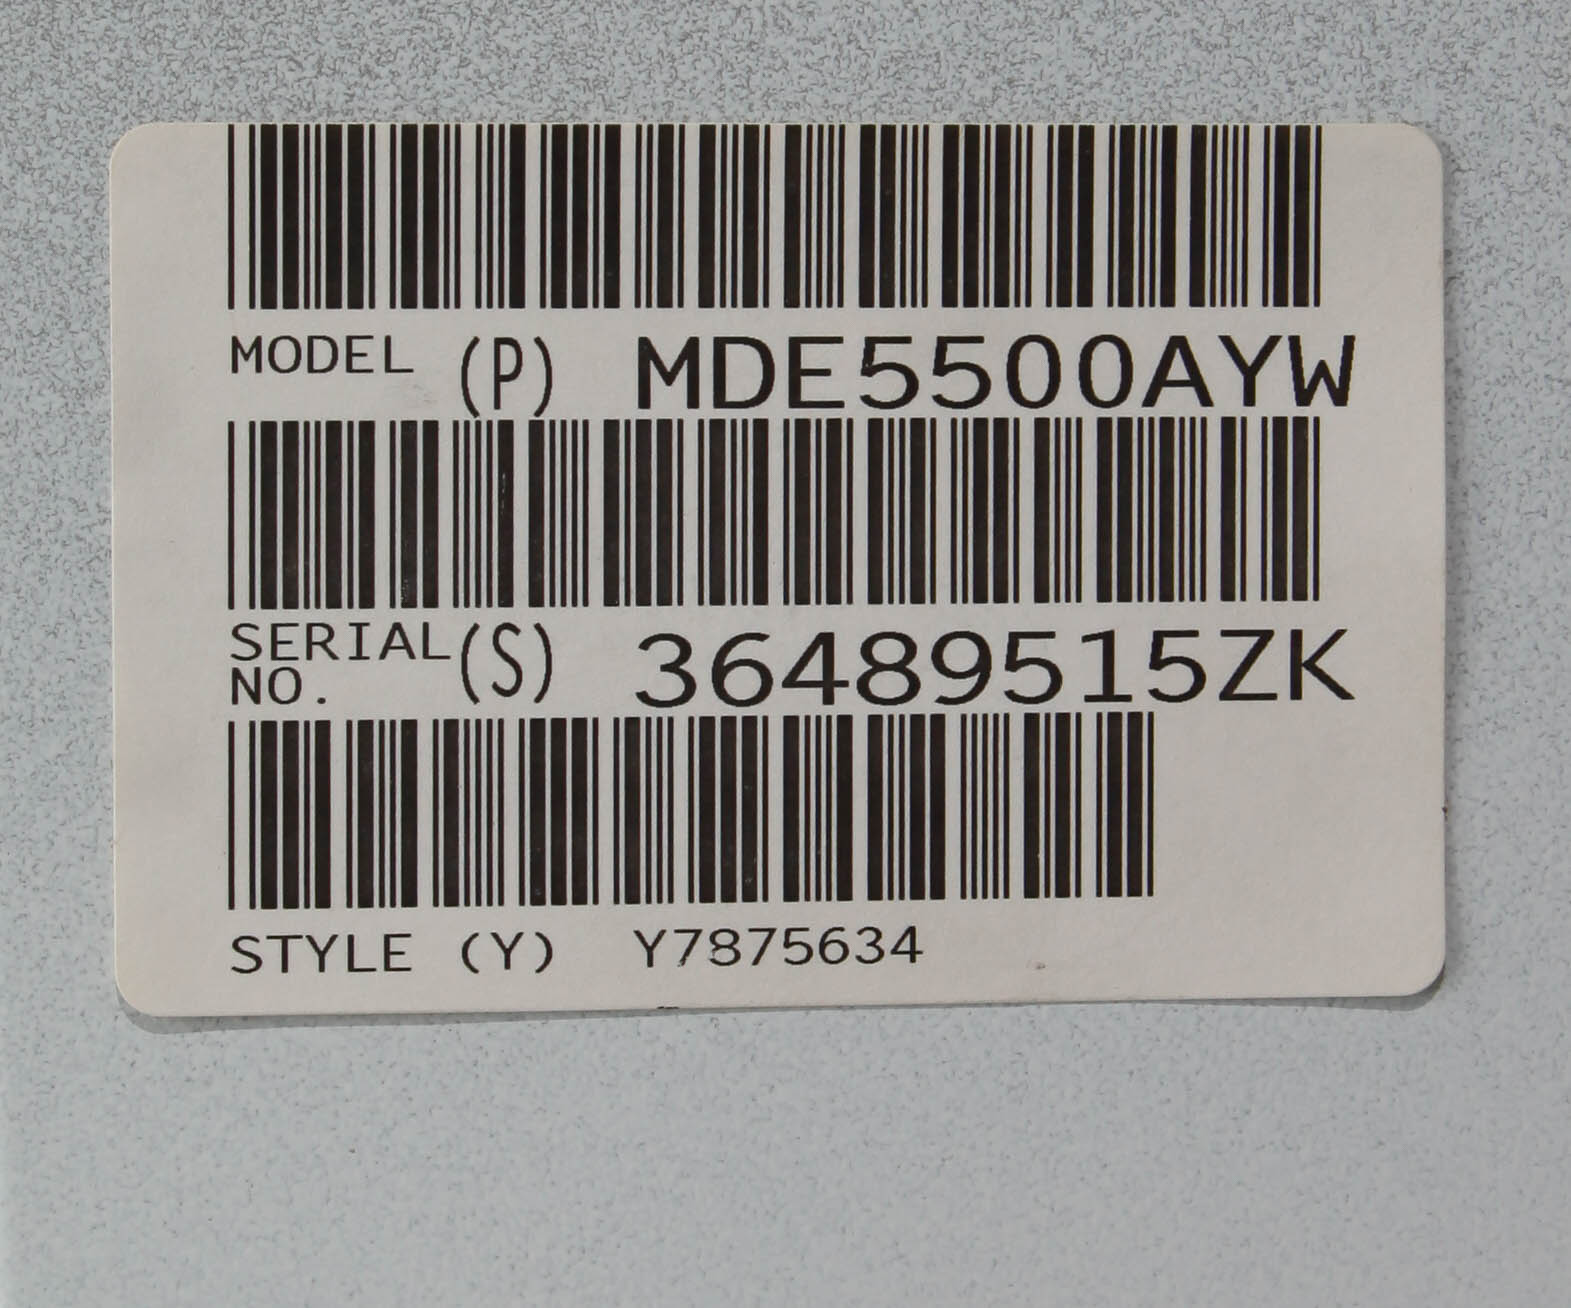 MODEL (P) MDE5500AYW
SERIAL NO. (S) 36489515ZK
STYLE (Y) Y7875634